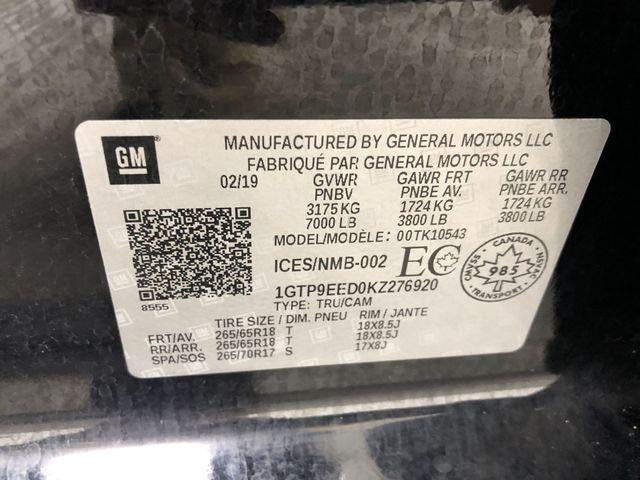 GM
MANUFACTURED BY GENERAL MOTORS LLC
FABRIQUÉ PAR GENERAL MOTORS LLC
02/19 GVWR GAWR FRT GAWR RR
PNBV PNBE AV. PNBE ARR.
3175 KG 1724 KG 1724 KG
7000 LB 3800 LB 3800 LB
MODEL/MODÈLE: 00TK10543
ICES/NMB-002 EC
CANADA
CMVSS 985 NSVAC
TRANSPORT
1GTP9EED0KZ276920
8555
TYPE: TRU/CAM
TIRE SIZE / DIM. PNEU RIM / JANTE
FRT/AV. 265/65R18 T 18X8.5J
RR/ARR. 265/65R18 T 18X8.5J
SPA/SOS 265/70R17 S 17X8J